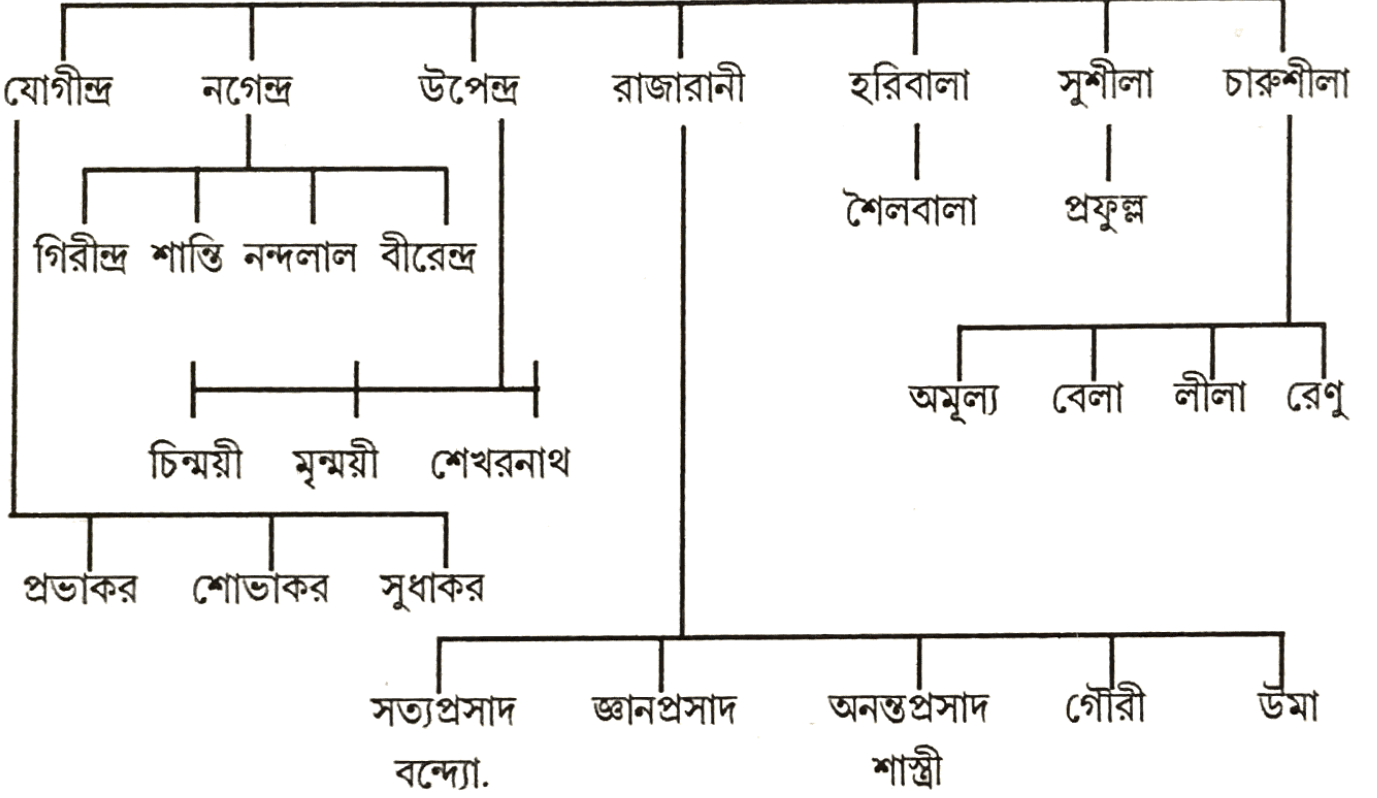 যোগীন্দ্র নগেন্দ্র উপেন্দ্র রাজারানী হরিবালা সুশীলা চারুশীলা
শৈলবালা প্রফুল্ল
গিরীন্দ্র শান্তি নন্দলাল বীরেন্দ্র
অমূল্য বেলা লীলা রেণু
চিন্ময়ী মৃন্ময়ী শেখরনাথ
প্রভাকর শোভাকর সুধাকর
সত্যপ্রসাদ জ্ঞানপ্রসাদ অনন্তপ্রসাদ গৌরী উমা
বন্দ্যো. শাস্ত্রী